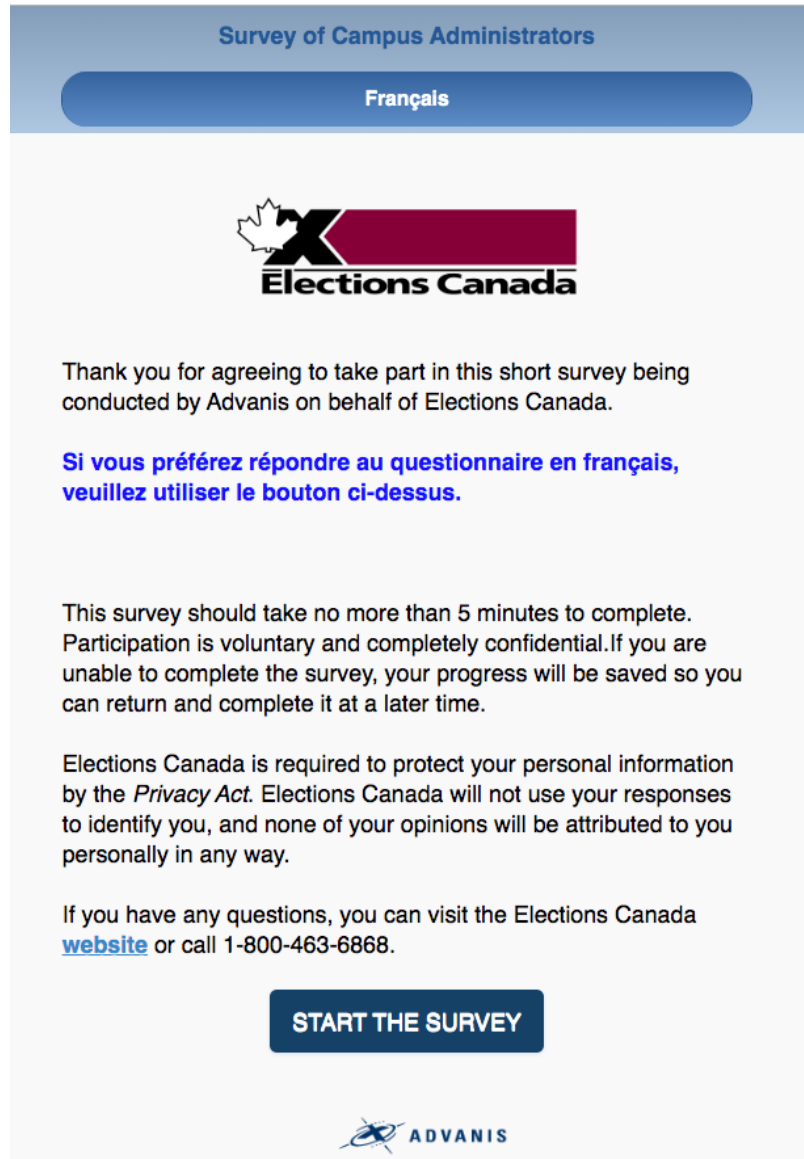 Survey of Campus Administrators
Français
Elections Canada
Thank you for agreeing to take part in this short survey being
conducted by Advanis on behalf of Elections Canada.
Si vous préférez répondre au questionnaire en français,
veuillez utiliser le bouton ci-dessus.
This survey should take no more than 5 minutes to complete.
Participation is voluntary and completely confidential.If you are
unable to complete the survey, your progress will be saved so you
can return and complete it at a later time.
Elections Canada is required to protect your personal information
by the Privacy Act. Elections Canada will not use your responses
to identify you, and none of your opinions will be attributed to you
personally in any way.
If you have any questions, you can visit the Elections Canada
website or call 1-800-463-6868.
START THE SURVEY
ADVANIS